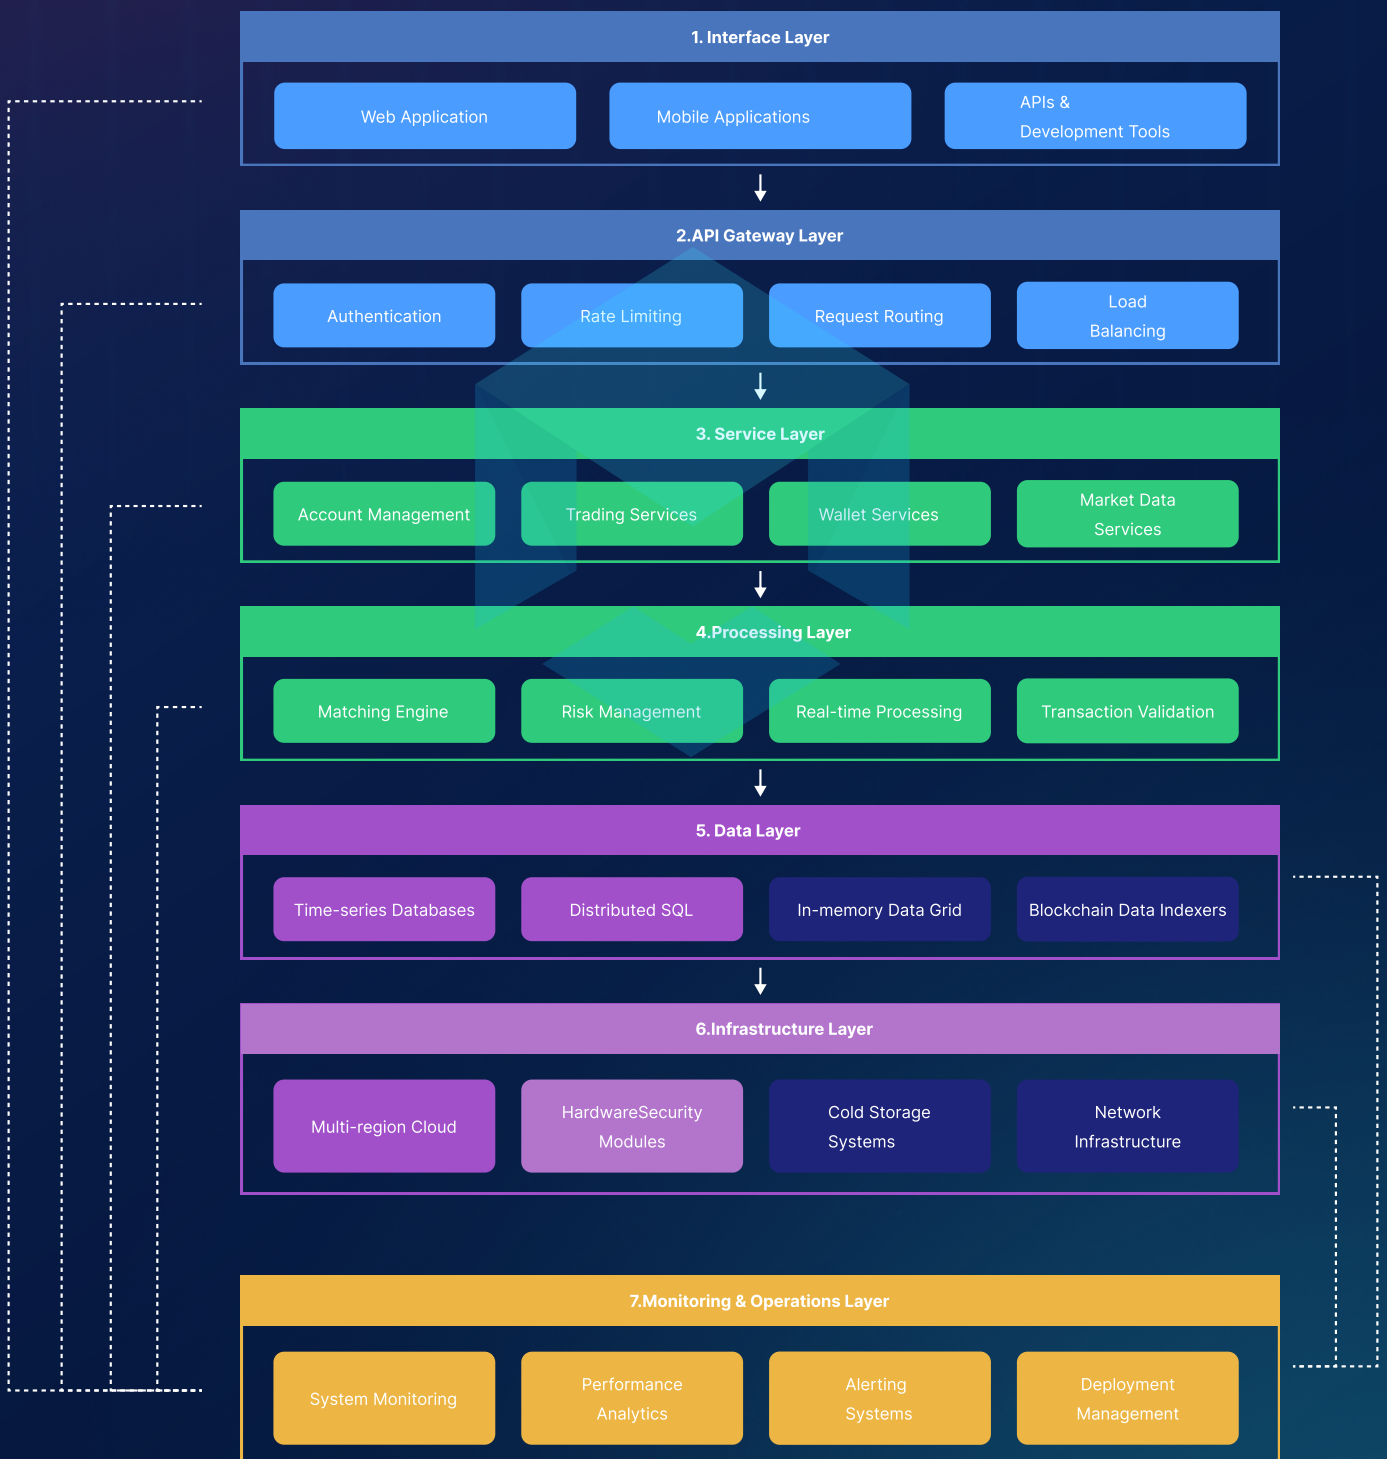 1. Interface Layer
Web Application
Mobile Applications
APIs &
Development Tools
2.API Gateway Layer
Authentication
Rate Limiting
Request Routing
Load
Balancing
3. Service Layer
Account Management
Trading Services
Wallet Services
Market Data
Services
4.Processing Layer
Matching Engine
Risk Management
Real-time Processing
Transaction Validation
5. Data Layer
Time-series Databases
Distributed SQL
In-memory Data Grid
Blockchain Data Indexers
6.Infrastructure Layer
Multi-region Cloud
HardwareSecurity
Modules
Cold Storage
Systems
Network
Infrastructure
7.Monitoring & Operations Layer
System Monitoring
Performance
Analytics
Alerting
Systems
Deployment
Management